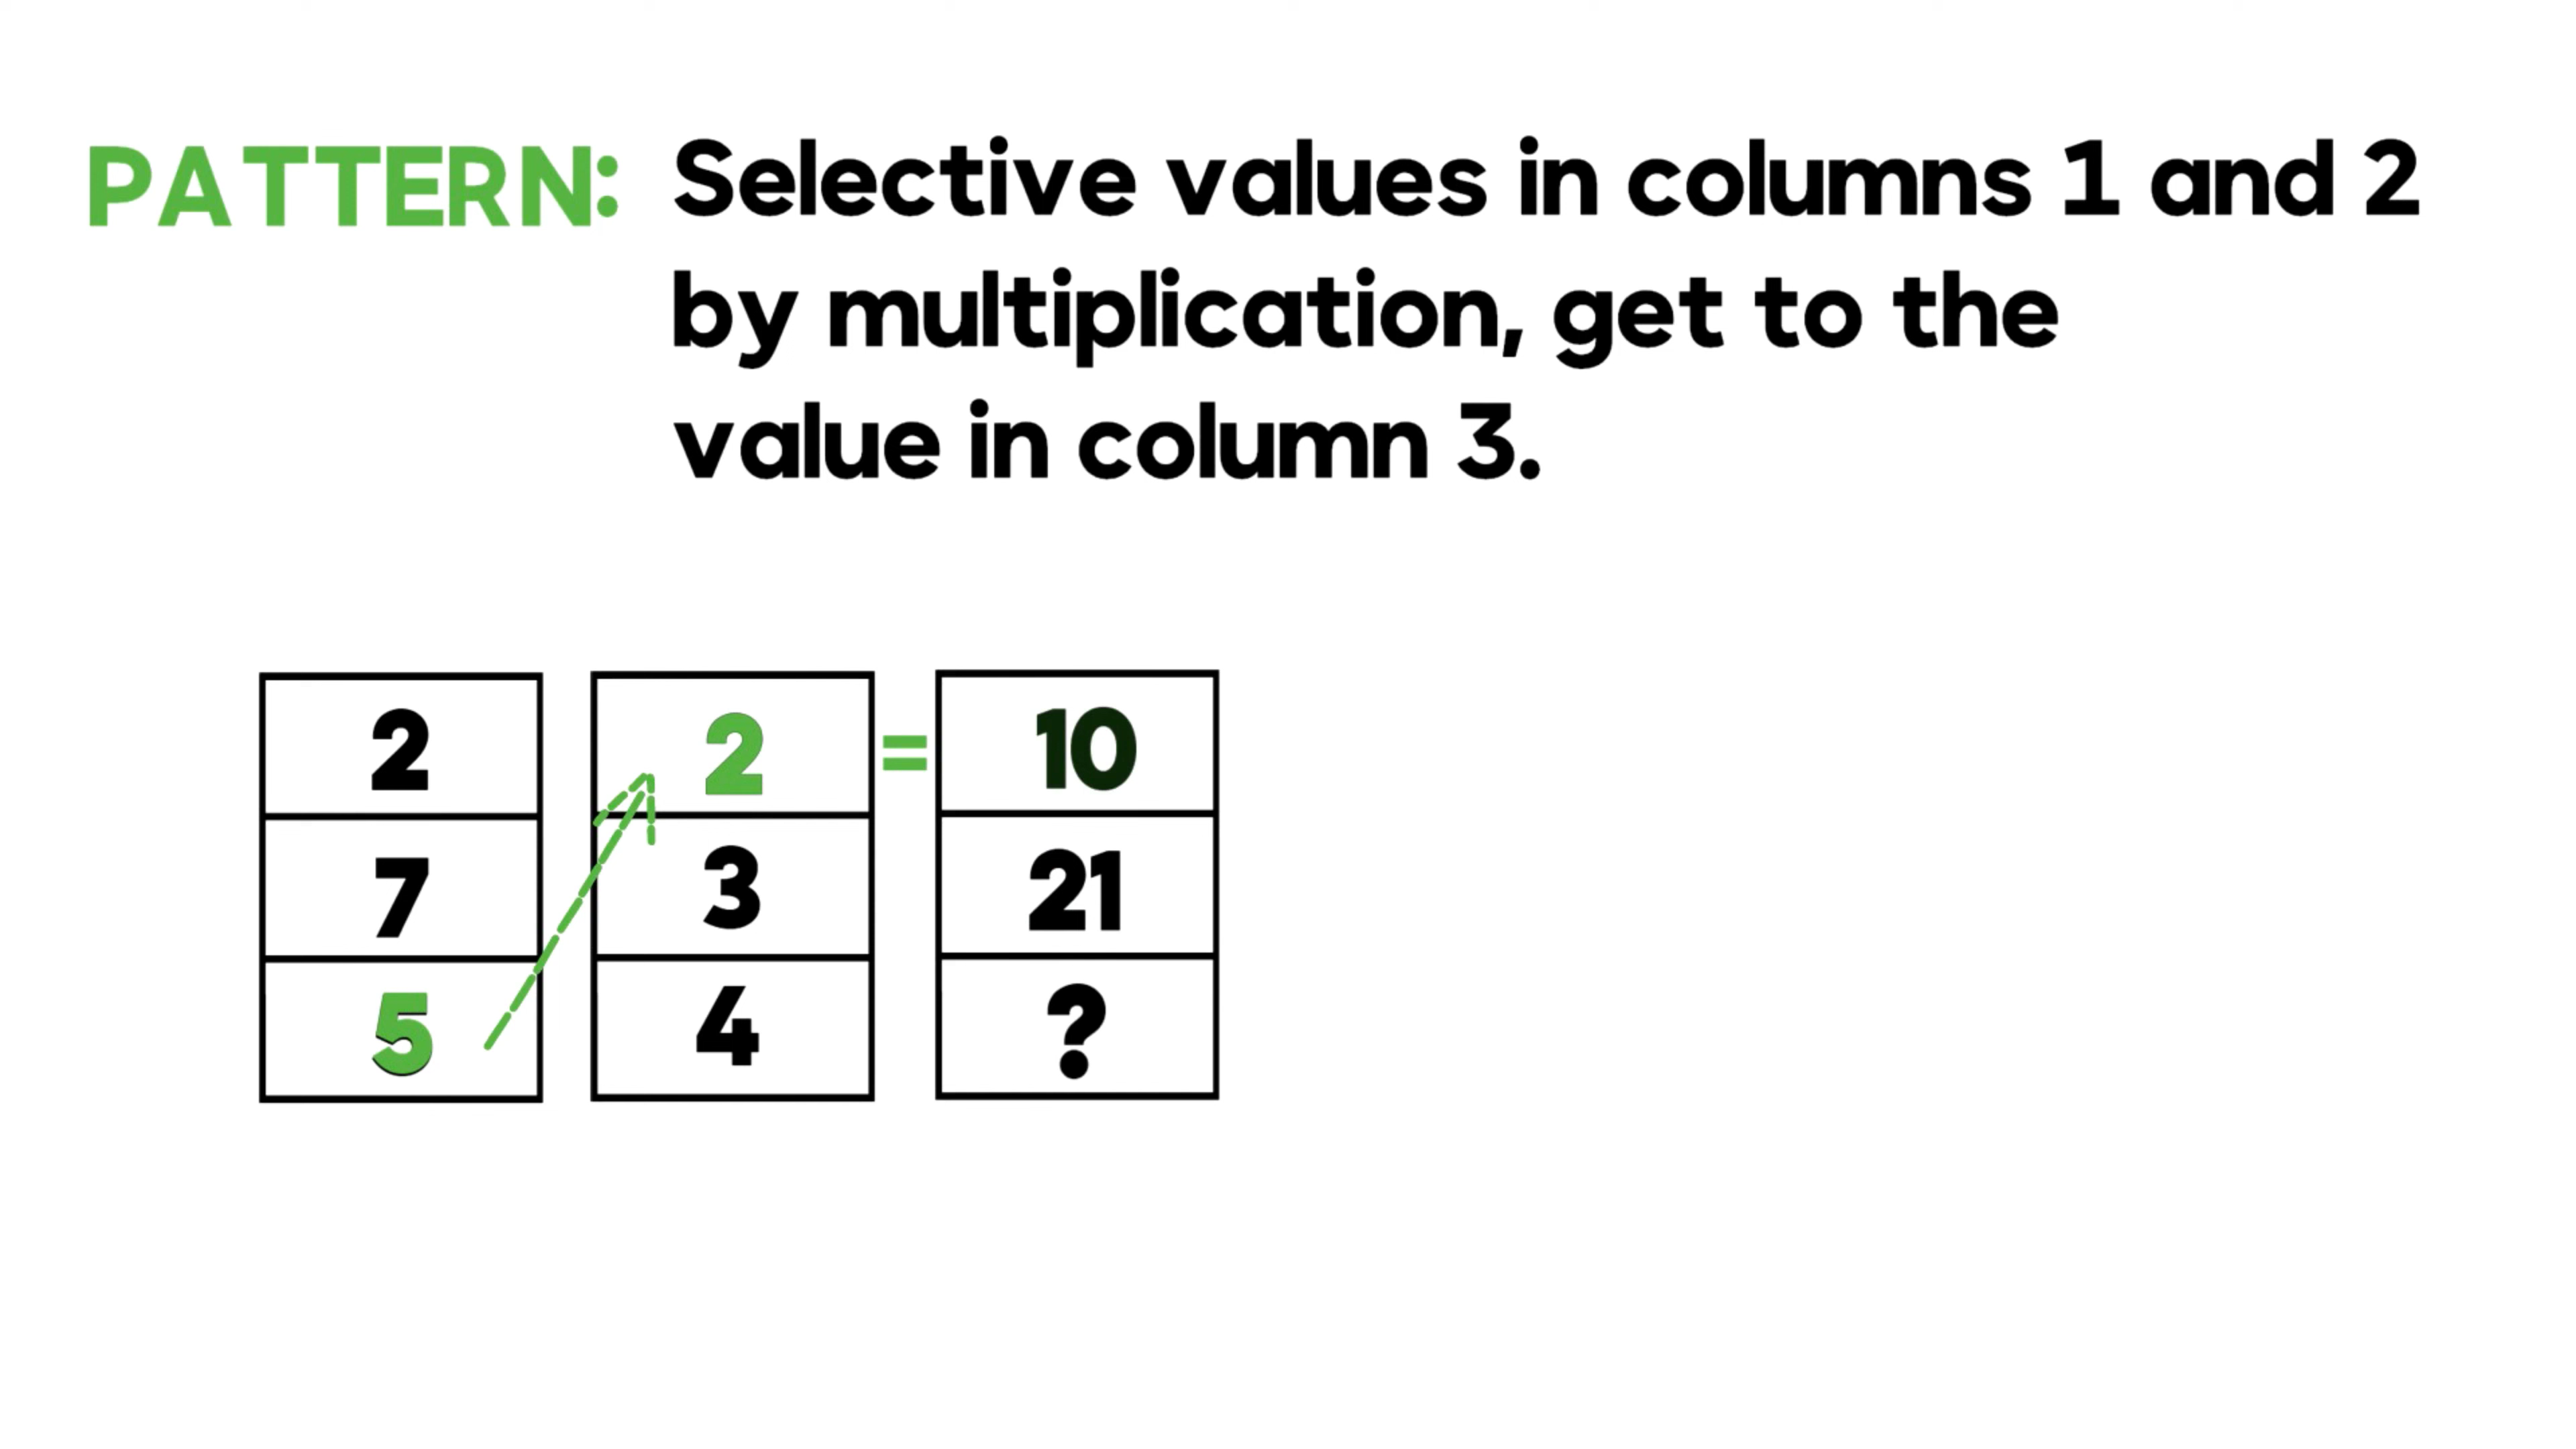 PATTERN: Selective values in columns 1 and 2
by multiplication, get to the
value in column 3.
2 2 = 10
7 3 21
5 4 ?